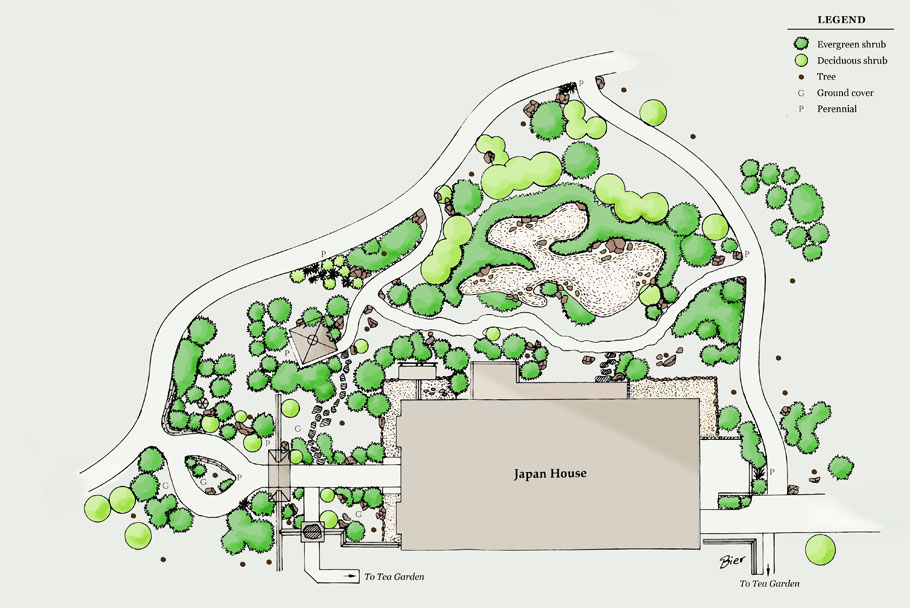 LEGEND
Evergreen shrub
Deciduous shrub
Tree
G Ground cover
P Perennial
P
P
P
P
P
G
P
G
G
P
P
G
Japan House
Bier
To Tea Garden
To Tea Garden